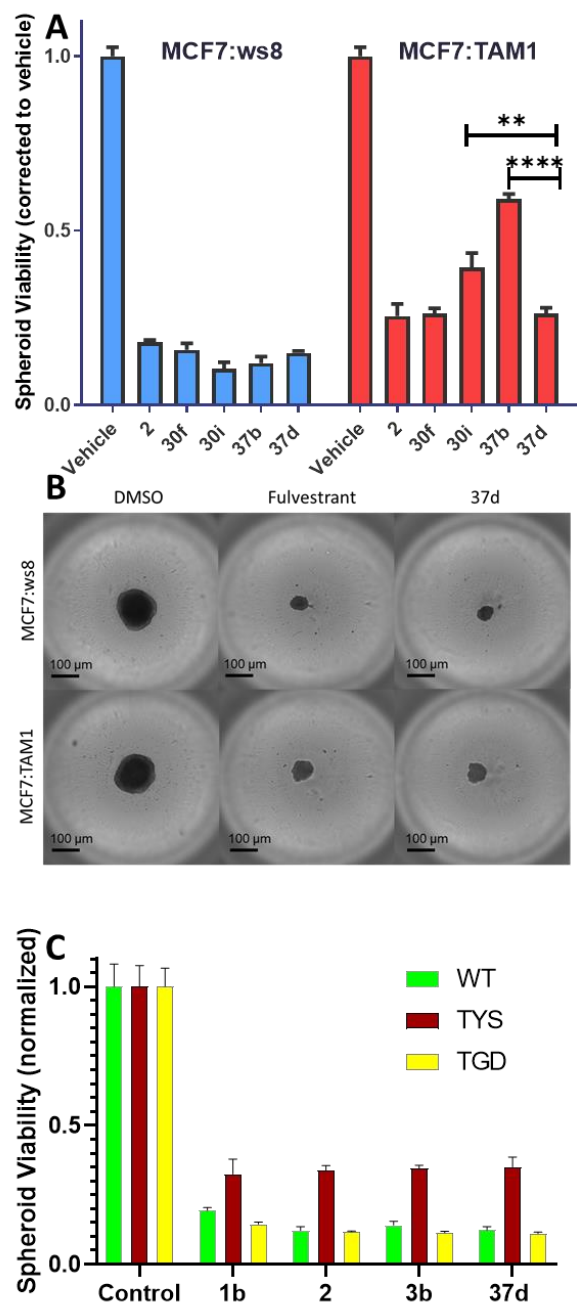 A
MCF7:ws8 MCF7:TAM1
Spheroid Viability (corrected to vehicle)
1.0
0.5
0.0
**
****
Vehicle 2 30f 30i 37b 37d Vehicle 2 30f 30i 37b 37d
B
DMSO Fulvestrant 37d
MCF7:ws8
100 µm 100 µm 100 µm
MCF7:TAM1
100 µm 100 µm 100 µm
C
Spheroid Viability (normalized)
1.0
0.5
0.0
WT
TYS
TGD
Control 1b 2 3b 37d